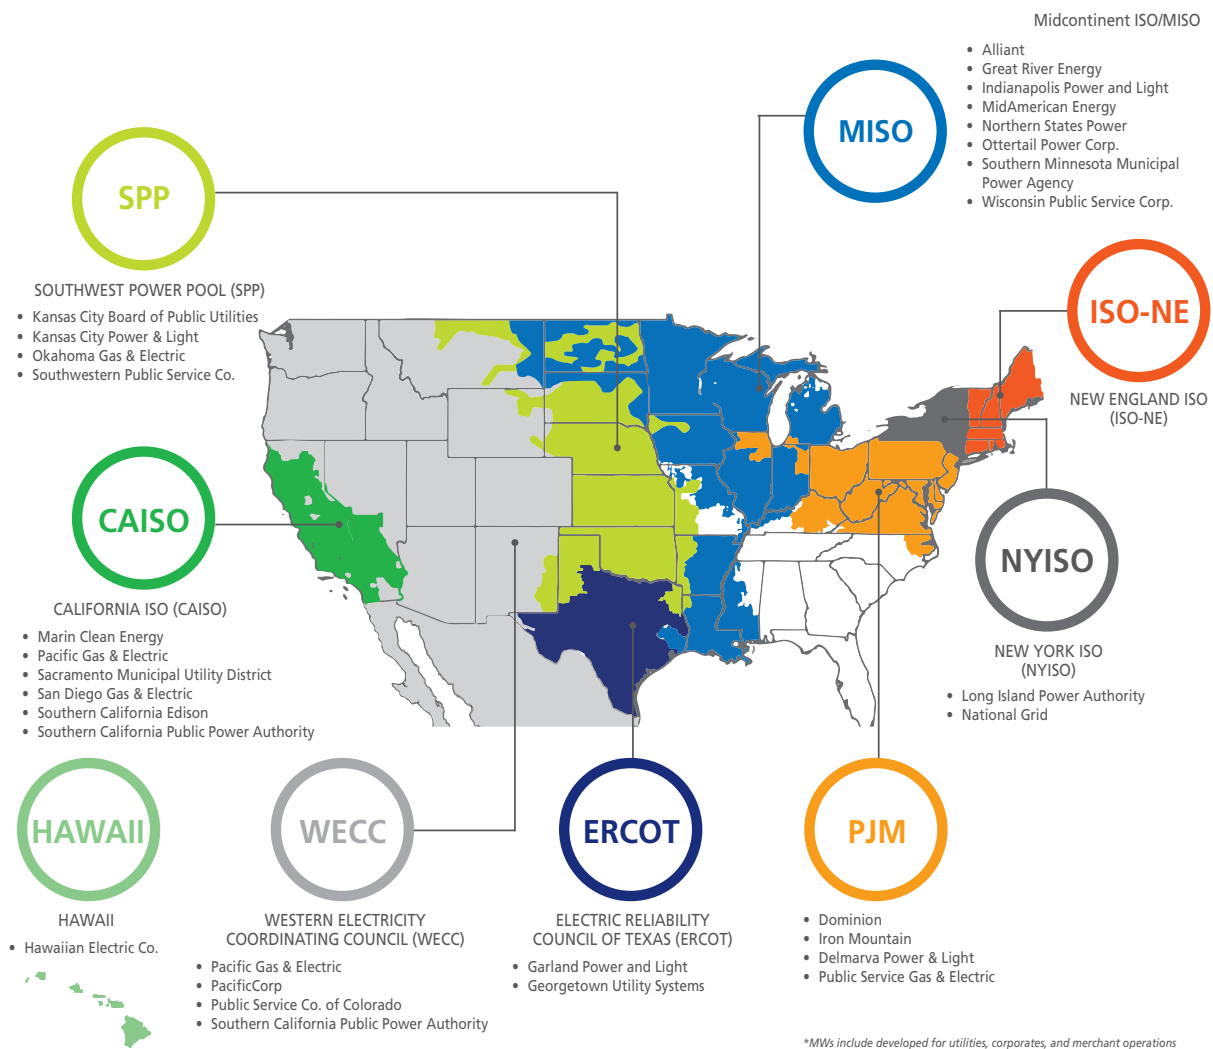 Midcontinent ISO/MISO
MISO
• Alliant
• Great River Energy
• Indianapolis Power and Light
• MidAmerican Energy
• Northern States Power
• Ottertail Power Corp.
• Southern Minnesota Municipal
Power Agency
• Wisconsin Public Service Corp.
SPP
SOUTHWEST POWER POOL (SPP)
• Kansas City Board of Public Utilities
• Kansas City Power & Light
• Okahoma Gas & Electric
• Southwestern Public Service Co.
ISO-NE
NEW ENGLAND ISO
(ISO-NE)
CAISO
CALIFORNIA ISO (CAISO)
• Marin Clean Energy
• Pacific Gas & Electric
• Sacramento Municipal Utility District
• San Diego Gas & Electric
• Southern California Edison
• Southern California Public Power Authority
NYISO
NEW YORK ISO
(NYISO)
• Long Island Power Authority
• National Grid
HAWAII
HAWAII
• Hawaiian Electric Co.
WECC
WESTERN ELECTRICITY
COORDINATING COUNCIL (WECC)
• Pacific Gas & Electric
• PacificCorp
• Public Service Co. of Colorado
• Southern California Public Power Authority
ERCOT
ELECTRIC RELIABILITY
COUNCIL OF TEXAS (ERCOT)
• Garland Power and Light
• Georgetown Utility Systems
PJM
• Dominion
• Iron Mountain
• Delmarva Power & Light
• Public Service Gas & Electric
*MWs include developed for utilities, corporates, and merchant operations